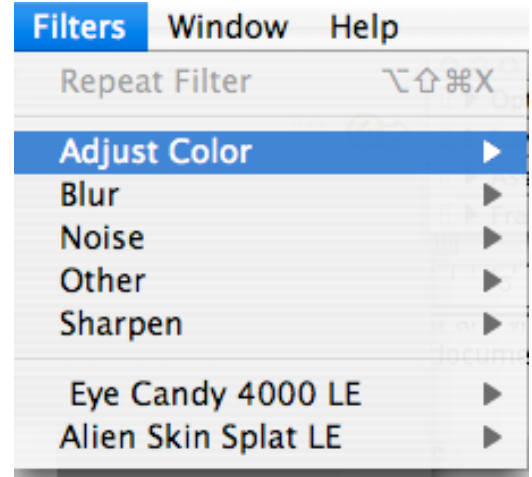 Filters Window Help
Repeat Filter ⌥⇧⌘X
Adjust Color
Blur
Noise
Other
Sharpen
Eye Candy 4000 LE
Alien Skin Splat LE